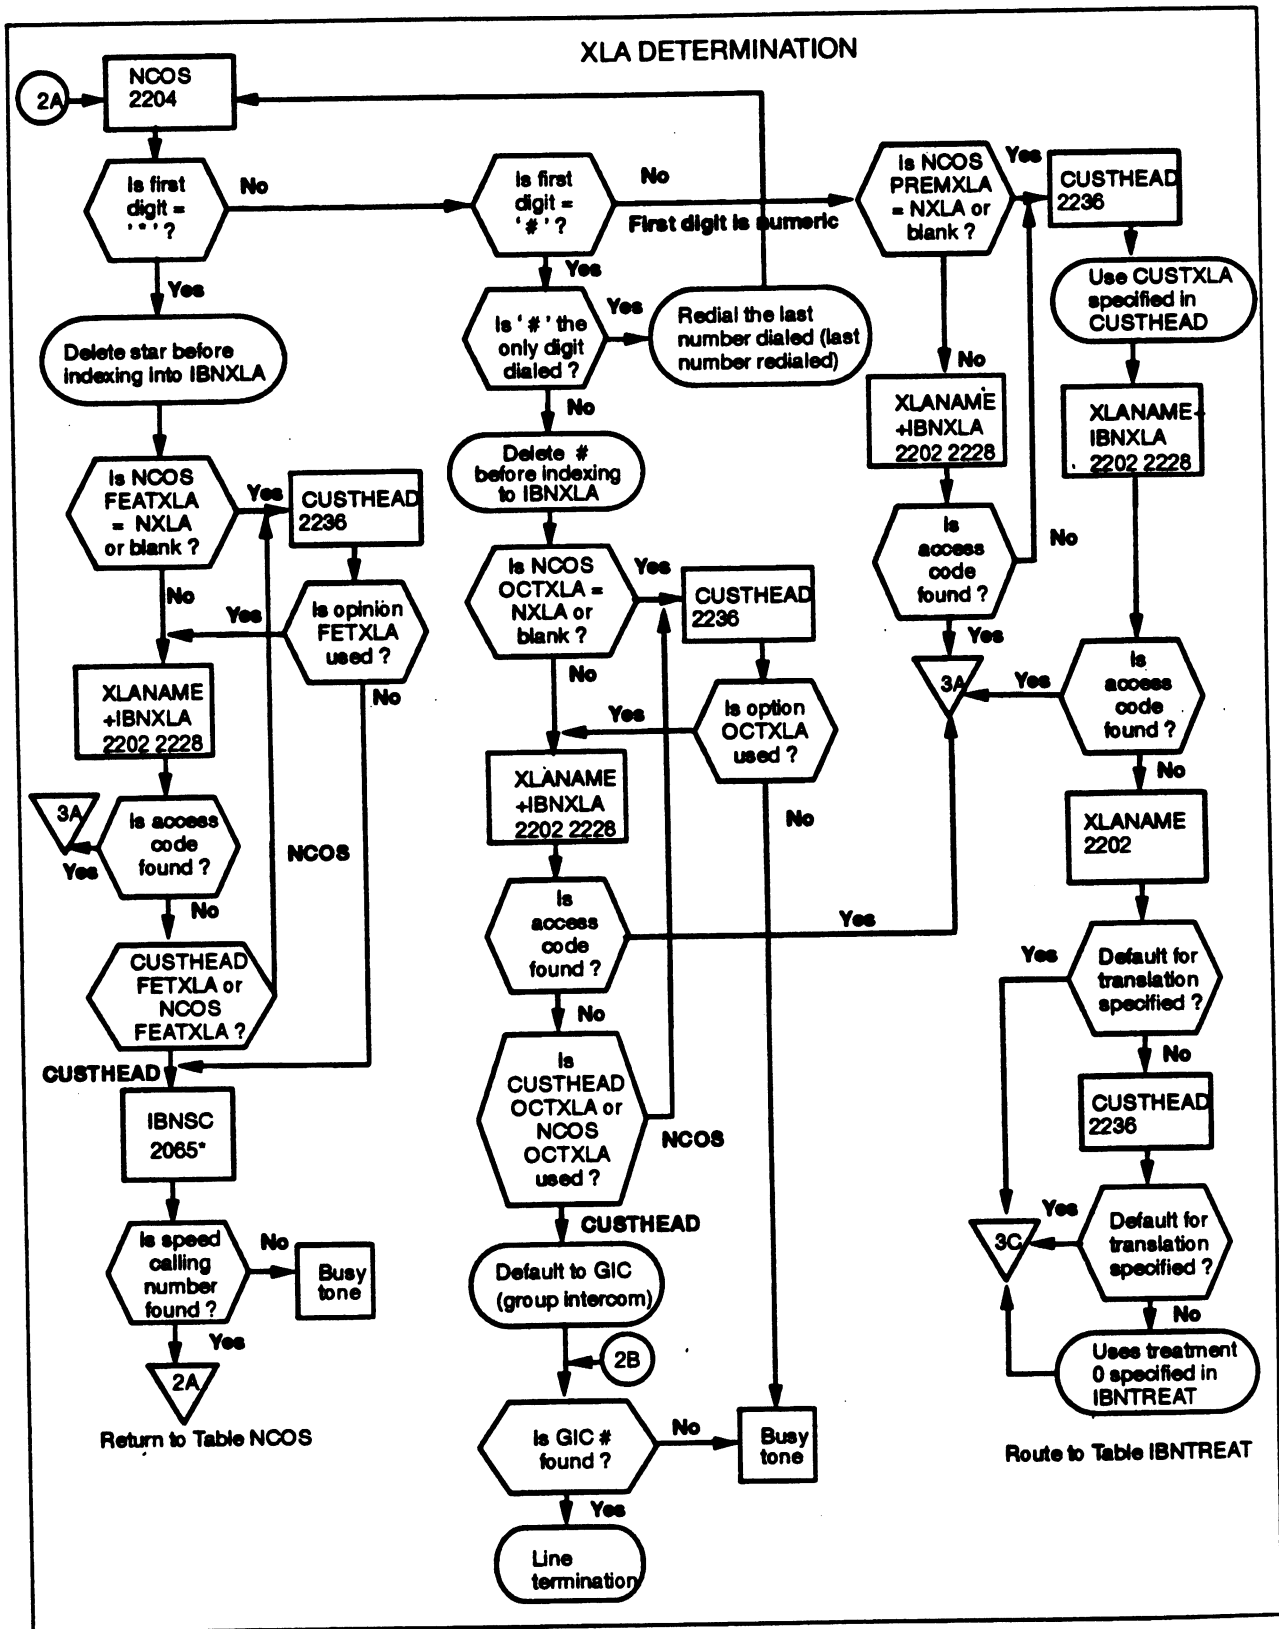 XLA DETERMINATION
2A
NCOS
2204
Is first
digit =
' * ' ?
No
Yes
Delete star before
indexing into IBNXLA
Is NCOS
FEATXLA
= NXLA
or blank ?
Yes
No
CUSTHEAD
2236
Is opinion
FETXLA
used ?
Yes
No
XLANAME
+IBNXLA
2202 2228
Is access
code
found ?
3A
Yes
No
NCOS
CUSTHEAD
FETXLA or
NCOS
FEATXLA ?
CUSTHEAD
IBNSC
2065*
Is speed
calling
number
found ?
No
Busy
tone
Yes
2A
Return to Table NCOS
Is first
digit =
' # ' ?
No
First digit is numeric
Yes
Is ' # ' the
only digit
dialed ?
Yes
Redial the last
number dialed (last
number redialed)
No
Delete #
before indexing
to IBNXLA
Is NCOS
OCTXLA =
NXLA or
blank ?
Yes
No
CUSTHEAD
2236
Is option
OCTXLA
used ?
Yes
No
XLANAME
+IBNXLA
2202 2228
Is
access
code
found ?
Yes
No
Is
CUSTHEAD
OCTXLA or
NCOS
OCTXLA
used ?
NCOS
CUSTHEAD
Default to GIC
(group intercom)
2B
Is GIC #
found ?
No
Busy
tone
Yes
Line
termination
Is NCOS
PREMXLA
= NXLA or
blank ?
Yes
No
XLANAME
+IBNXLA
2202 2228
Is
access
code
found ?
No
Yes
3A
CUSTHEAD
2236
Use CUSTXLA
specified in
CUSTHEAD
XLANAME+
IBNXLA
2202 2228
Is
access
code
found ?
Yes
No
XLANAME
2202
Default for
translation
specified ?
Yes
No
CUSTHEAD
2236
Default for
translation
specified ?
Yes
3C
No
Uses treatment
0 specified in
IBNTREAT
Route to Table IBNTREAT